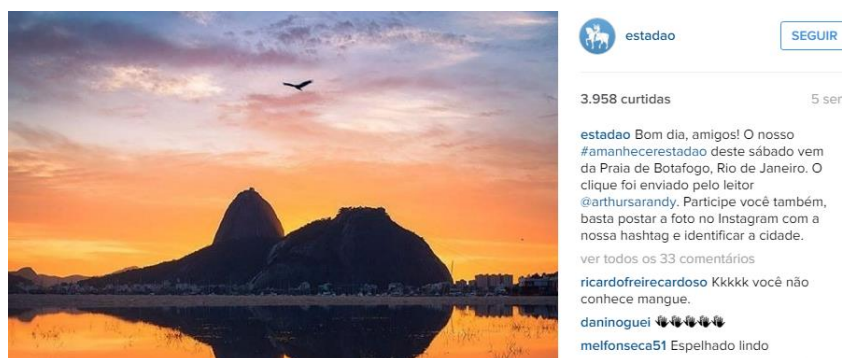 estadao
SEGUIR
3.958 curtidas
5 ser
estadao Bom dia, amigos! O nosso
#amanhecerestadao deste sábado vem
da Praia de Botafogo, Rio de Janeiro. O
clique foi enviado pelo leitor
@arthursarandy. Participe você também,
basta postar a foto no Instagram com a
nossa hashtag e identificar a cidade.
ver todos os 33 comentários
ricardofreirecardoso Kkkkk você não
conhece mangue.
daninoguei 👋👋👋👋👋
melfonseca51 Espelhado lindo